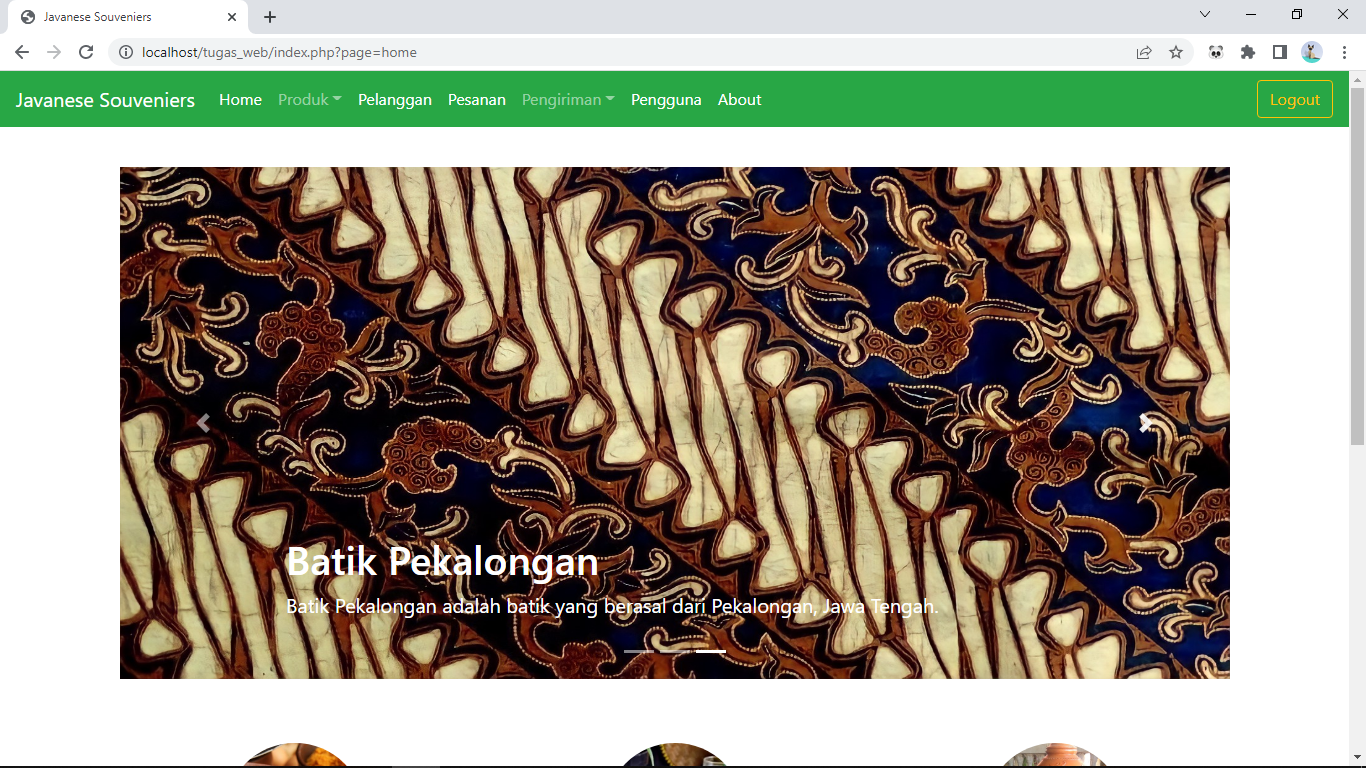 Javanese Souveniers
localhost/tugas_web/index.php?page=home
Javanese Souveniers Home Produk Pelanggan Pesanan Pengiriman Pengguna About Logout
Batik Pekalongan
Batik Pekalongan adalah batik yang berasal dari Pekalongan, Jawa Tengah.